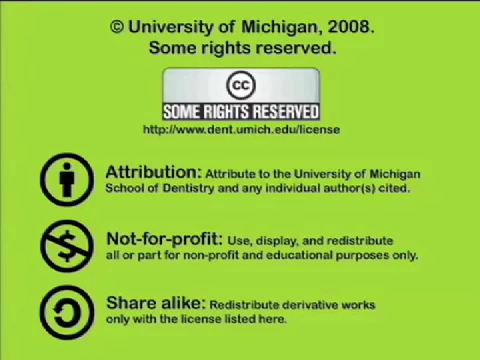 © University of Michigan, 2008.
Some rights reserved.
cc
SOME RIGHTS RESERVED
http://www.dent.umich.edu/license
Attribution: Attribute to the University of Michigan
School of Dentistry and any individual author(s) cited.
Not-for-profit: Use, display, and redistribute
all or part for non-profit and educational purposes only.
Share alike: Redistribute derivative works
only with the license listed here.